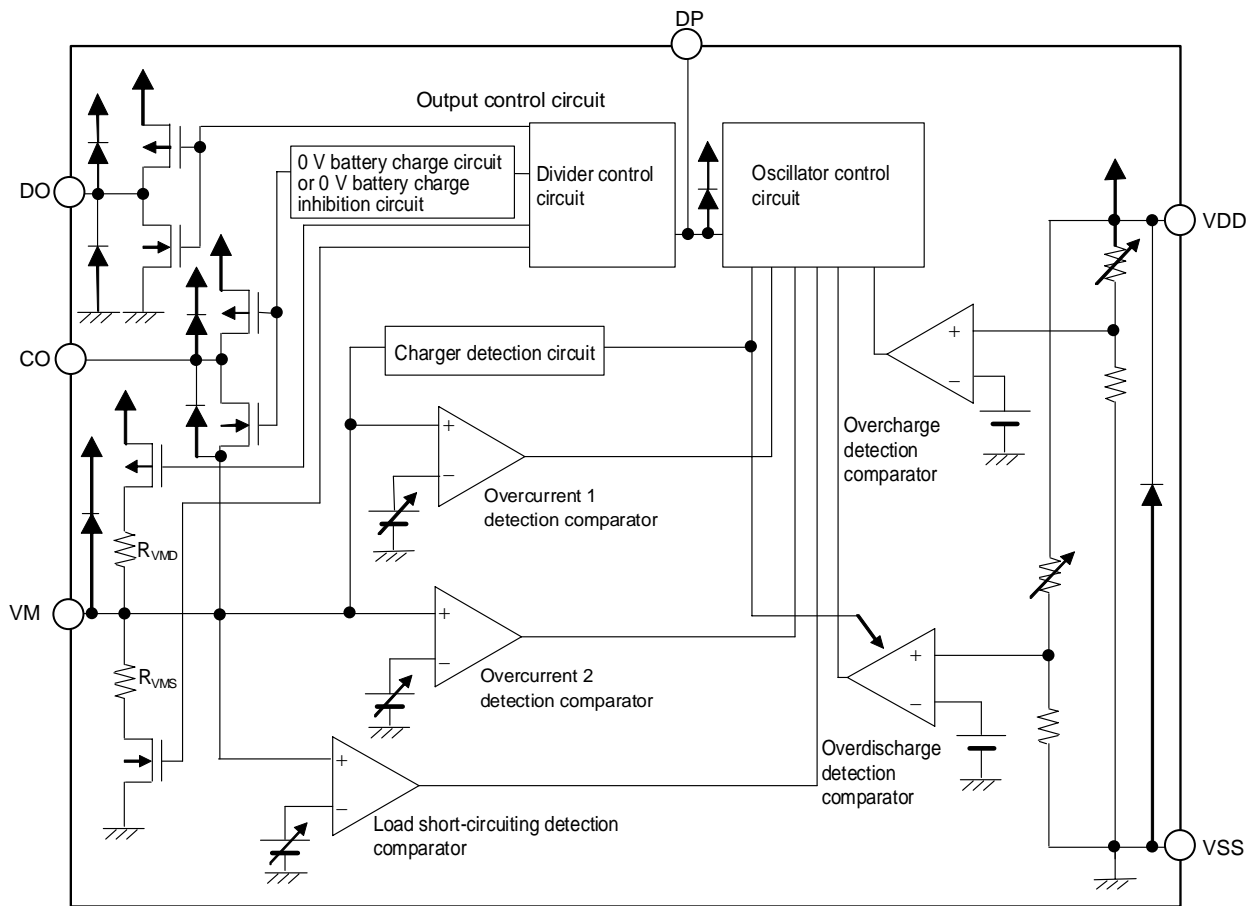 DP
Output control circuit
0 V battery charge circuit
or 0 V battery charge
inhibition circuit
Divider control
circuit
Oscillator control
circuit
DO
VDD
CO
Charger detection circuit
+
−
Overcharge
detection
comparator
+
−
Overcurrent 1
detection comparator
RVMD
VM
+
−
Overcurrent 2
detection comparator
RVMS
+
−
Overdischarge
detection
comparator
+
−
Load short-circuiting detection
comparator
VSS